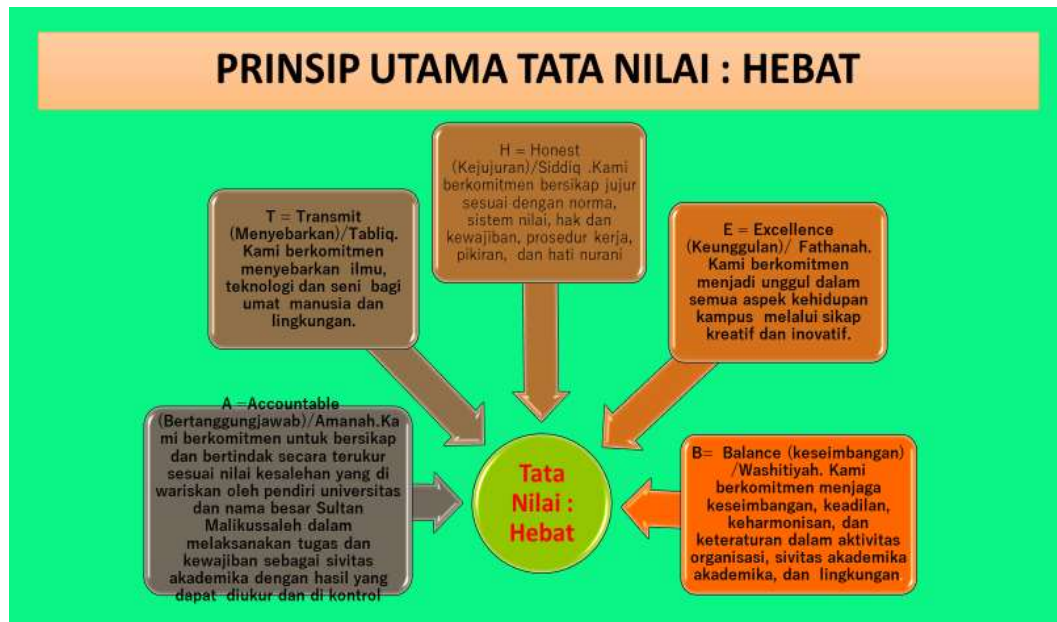 PRINSIP UTAMA TATA NILAI : HEBAT
H = Honest
(Kejujuran)/Siddiq .Kami
berkomitmen bersikap jujur
sesuai dengan norma,
sistem nilai, hak dan
kewajiban, prosedur kerja,
pikiran, dan hati nurani
E = Excellence
(Keunggulan)/ Fathanah.
Kami berkomitmen
menjadi unggul dalam
semua aspek kehidupan
kampus melalui sikap
kreatif dan inovatif.
B= Balance (keseimbangan)
/Washitiyah. Kami
berkomitmen menjaga
keseimbangan, keadilan,
keharmonisan, dan
keteraturan dalam aktivitas
organisasi, sivitas akademika
akademika, dan lingkungan
A =Accountable
(Bertanggungjawab)/Amanah.Ka
mi berkomitmen untuk bersikap
dan bertindak secara terukur
sesuai nilai kesalehan yang di
wariskan oleh pendiri universitas
dan nama besar Sultan
Malikussaleh dalam
melaksanakan tugas dan
kewajiban sebagai sivitas
akademika dengan hasil yang
dapat diukur dan di kontrol
T = Transmit
(Menyebarkan)/Tabliq.
Kami berkomitmen
menyebarkan ilmu,
teknologi dan seni bagi
umat manusia dan
lingkungan.
Tata
Nilai :
Hebat